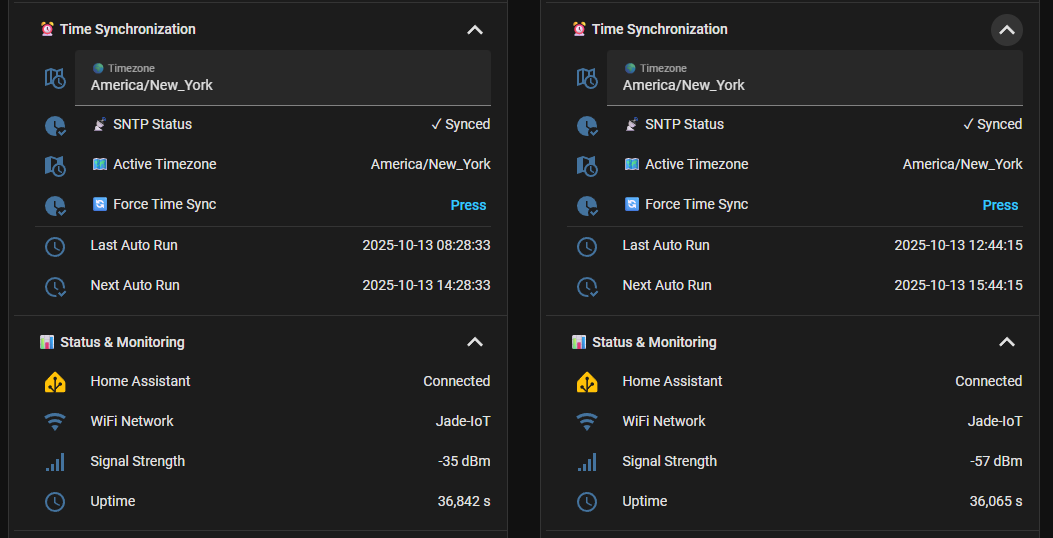 Time Synchronization
Timezone
America/New_York
SNTP Status ✓ Synced
Active Timezone America/New_York
Force Time Sync Press
Last Auto Run 2025-10-13 08:28:33
Next Auto Run 2025-10-13 14:28:33
Status & Monitoring
Home Assistant Connected
WiFi Network Jade-IoT
Signal Strength -35 dBm
Uptime 36,842 s
Time Synchronization
Timezone
America/New_York
SNTP Status ✓ Synced
Active Timezone America/New_York
Force Time Sync Press
Last Auto Run 2025-10-13 12:44:15
Next Auto Run 2025-10-13 15:44:15
Status & Monitoring
Home Assistant Connected
WiFi Network Jade-IoT
Signal Strength -57 dBm
Uptime 36,065 s